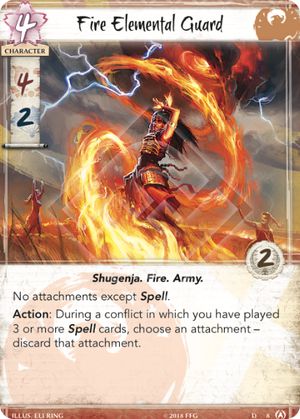 4
Fire Elemental Guard
CHARACTER
4
2
2
Shugenja. Fire. Army.
No attachments except Spell.
Action: During a conflict in which you have played
3 or more Spell cards, choose an attachment –
discard that attachment.
ILLUS: ELI RING ©2018 FFG D 8